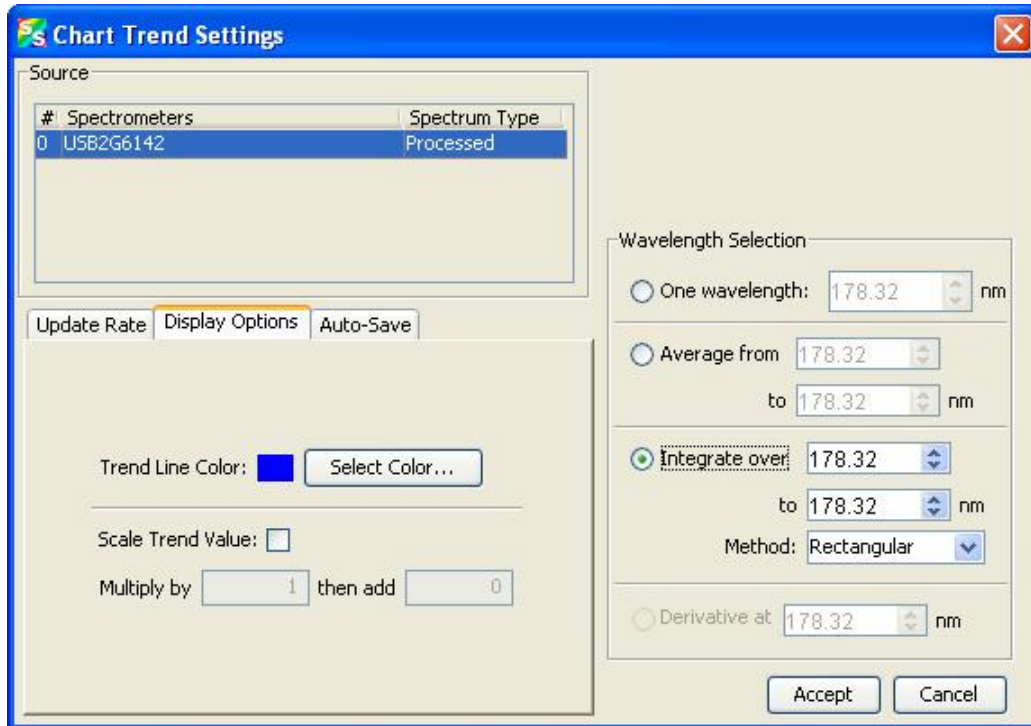 Chart Trend Settings
Source
# Spectrometers Spectrum Type
0 USB2G6142 Processed
Update Rate Display Options Auto-Save
Trend Line Color: Select Color...
Scale Trend Value:
Multiply by 1 then add 0
Wavelength Selection
One wavelength: 178.32 nm
Average from 178.32
to 178.32 nm
Integrate over 178.32
to 178.32 nm
Method: Rectangular
Derivative at 178.32 nm
Accept Cancel